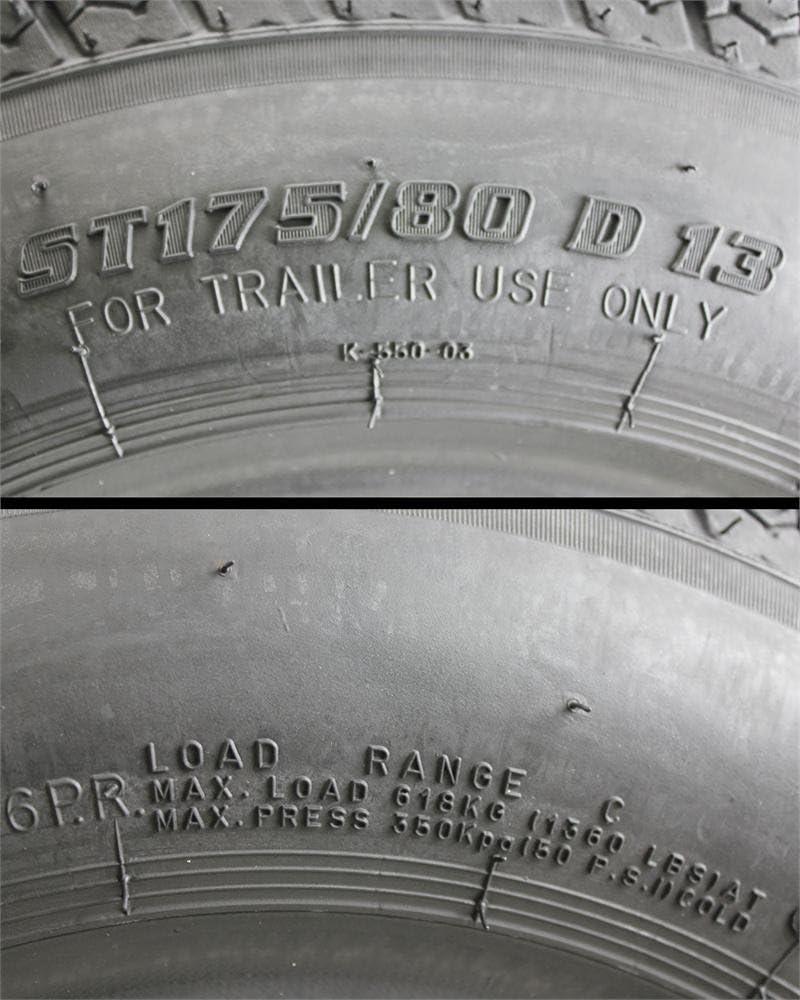 ST175/80 D 13
FOR TRAILER USE ONLY
K-550-03
6P.R.
LOAD RANGE C
MAX. LOAD 618KG (1360 LBS)AT
MAX.PRESS 350Kpg(50 P.S.I)COLD